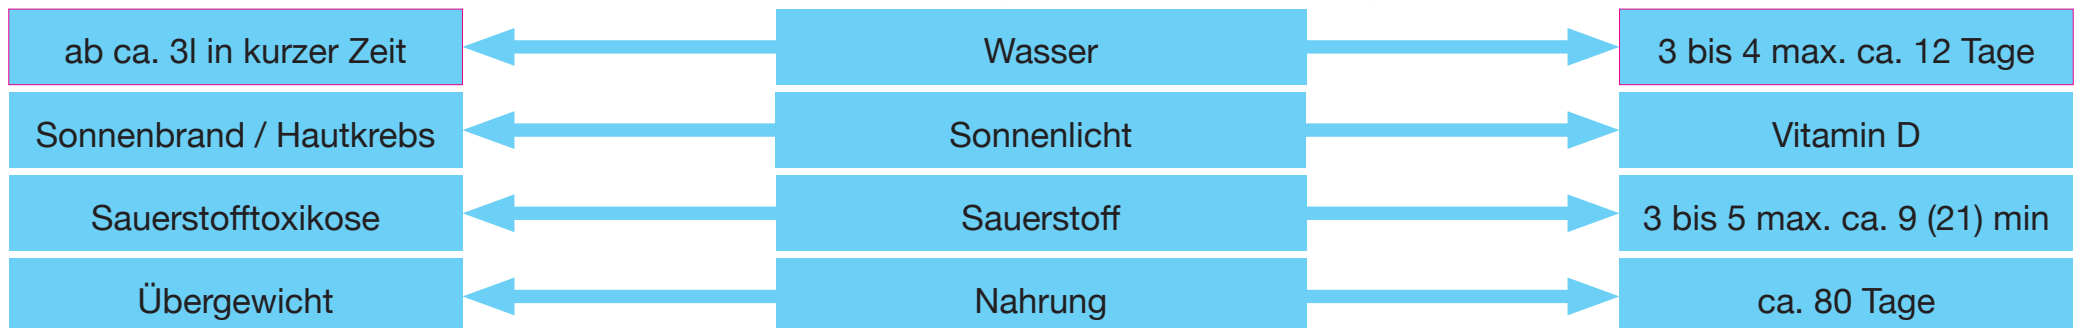 ab ca. 3l in kurzer Zeit Wasser 3 bis 4 max. ca. 12 Tage
Sonnenbrand / Hautkrebs Sonnenlicht Vitamin D
Sauerstofftoxikose Sauerstoff 3 bis 5 max. ca. 9 (21) min
Übergewicht Nahrung ca. 80 Tage